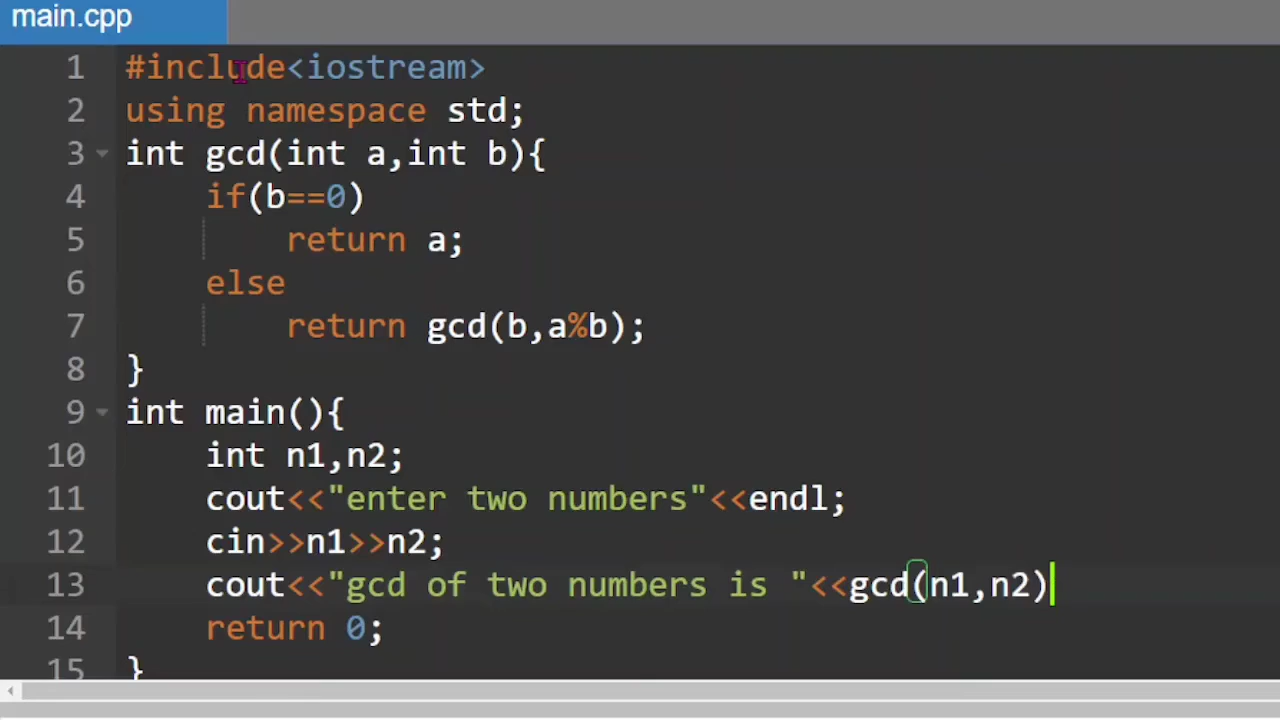 main.cpp
1 #include<iostream>
2 using namespace std;
3 int gcd(int a,int b){
4     if(b==0)
5         return a;
6     else
7         return gcd(b,a%b);
8 }
9 int main(){
10     int n1,n2;
11     cout<<"enter two numbers"<<endl;
12     cin>>n1>>n2;
13     cout<<"gcd of two numbers is "<<gcd(n1,n2)
14     return 0;
15 }